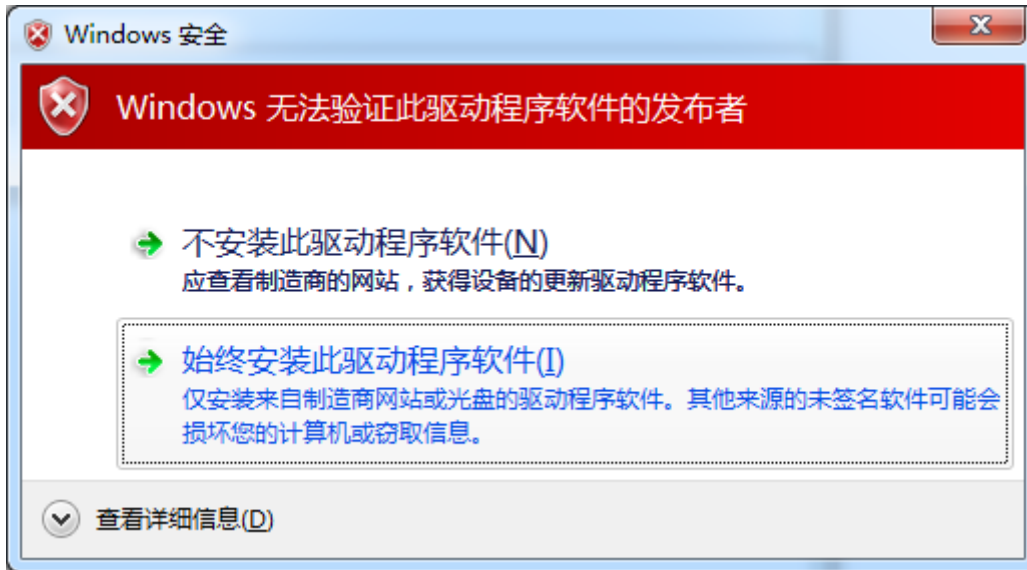 Windows 安全
Windows 无法验证此驱动程序软件的发布者
不安装此驱动程序软件(N)
应查看制造商的网站，获得设备的更新驱动程序软件。
始终安装此驱动程序软件(I)
仅安装来自制造商网站或光盘的驱动程序软件。其他来源的未签名软件可能会
损坏您的计算机或窃取信息。
查看详细信息(D)